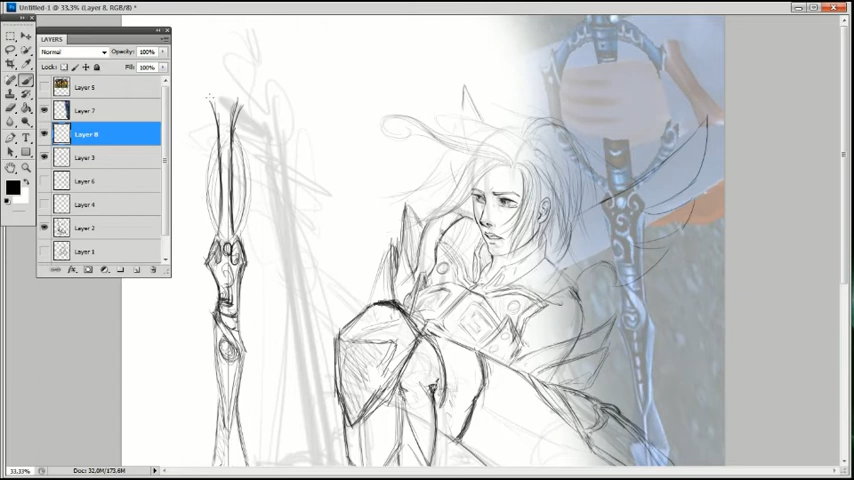 Untitled-1 @ 33.3% (Layer 8, RGB/8) *
LAYERS
Normal
Opacity: 100%
Lock:
Fill: 100%
Layer 5
Layer 7
Layer 8
Layer 3
Layer 6
Layer 4
Layer 2
Layer 1
33.33%
Doc: 32.0M/173.6M